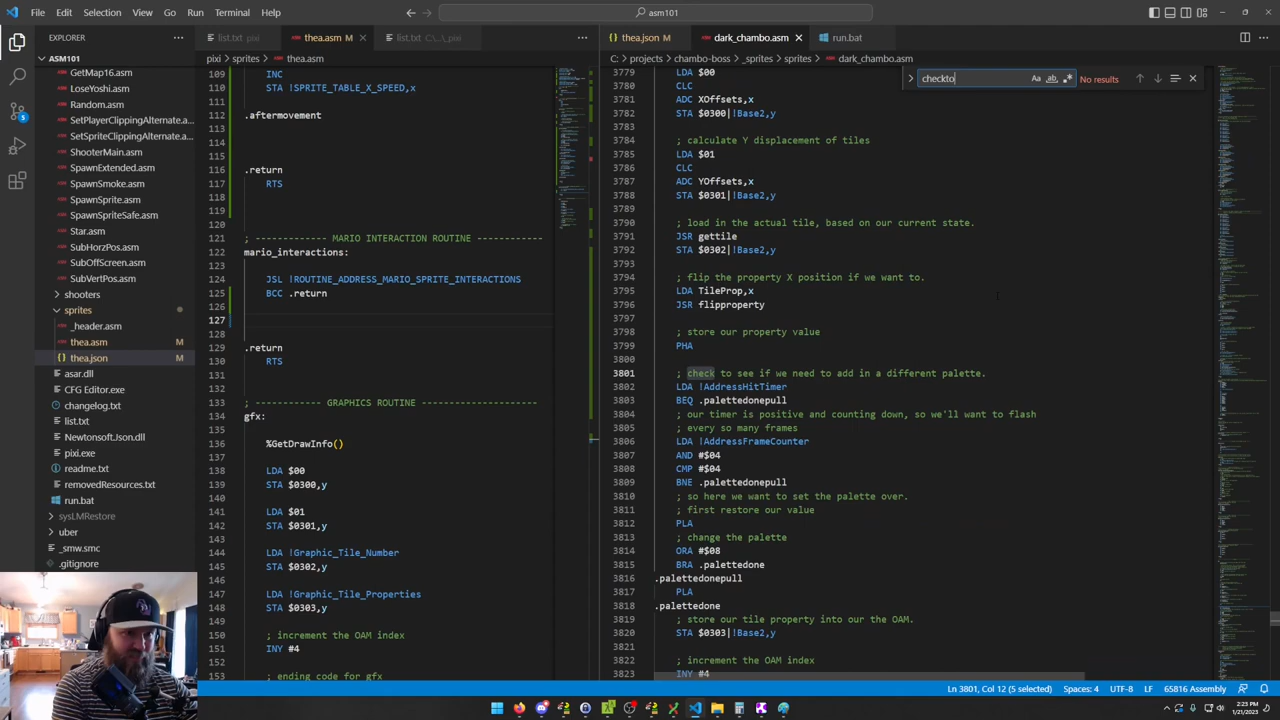 File Edit Selection View Go Run Terminal Help
asm101
EXPLORER
list.txt pixi
thea.asm M
list.txt C:\...\_pixi
thea.json M
dark_chambo.asm
run.bat
ASM101
pixi > sprites > thea.asm
C: > projects > chambo-boss > _sprites > sprites > dark_chambo.asm
checkto
No results
GetMap16.asm
LoseYoshi.asm
Random.asm
SetPlayerClippingAlternate.a...
SetSpriteClippingAlternate.as...
ShooterMain.asm
SpawnExtended.asm
SpawnSmoke.asm
SpawnSprite.asm
SpawnSpriteSafe.asm
Star.asm
SubHorzPos.asm
SubOffScreen.asm
SubVertPos.asm
shooters
sprites
_header.asm
thea.asm M
thea.json M
asar.dll
CFG Editor.exe
changelog.txt
list.txt
Newtonsoft.Json.dll
pixi.exe
readme.txt
removedResources.txt
run.bat
sysLMRestore
uber
_smw.smc
.gitignore
109 INC
110 STA !SPRITE_TABLE_X_SPEED,x
111
112 .aftermovement
113
114
115
116 .return
117 RTS
118
119
120
121 ; ------------ MARIO INTERACTION ROUTINE ------------
122 mario_interaction:
123
124 JSL !ROUTINE_ADDRESS_MARIO_SPRITE_INTERACTIONS
125 BCC .return
126
127
128
129 .return
130 RTS
131
132
133 ; ----------- GRAPHICS ROUTINE ----------------
134 gfx:
135
136 %GetDrawInfo()
137
138 LDA $00
139 STA $0300,y
140
141 LDA $01
142 STA $0301,y
143
144 LDA !Graphic_Tile_Number
145 STA $0302,y
146
147 LDA !Graphic_Tile_Properties
148 STA $0303,y
149
150 ; increment the OAM index
151 INY #4
152
153 ; ending code for gfx
3779 LDA $00
3780 CLC
3781 ADC XOffsets,x
3782 STA $0300|!Base2,y
3783
3784 ; calculate Y displacement of tiles
3785 LDA $01
3786 CLC
3787 ADC YOffsets,x
3788 STA $0301|!Base2,y
3789
3790 ; load in the actual tile, based on our current state.
3791 JSR gettile
3792 STA $0302|!Base2,y
3793
3794 ; flip the property X position if we want to.
3795 LDA TileProp,x
3796 JSR flipproperty
3797
3798 ; store our property value
3799 PHA
3800
3801 ; check to see if we need to add in a different palette.
3802 LDA !AddressHitTimer
3803 BEQ .palettedonepull
3804 ; our timer is positive and counting down, so we'll want to flash
3805 ; every so many frames
3806 LDA !AddressFrameCounter
3807 AND #$04
3808 CMP #$04
3809 BNE .palettedonepull
3810 ; so here we want to set the palette over.
3811 ; first restore our value
3812 PLA
3813 ; change the palette
3814 ORA #$08
3815 BRA .palettedone
3816 .palettedonepull
3817 PLA
3818 .palettedone
3819 ; store our tile property into our the OAM.
3820 STA $0303|!Base2,y
3821
3822 ; increment the OAM index
3823 INY #4
Ln 3801, Col 12 (5 selected) Spaces: 4 UTF-8 LF 65816 Assembly
2:23 PM
1/21/2023